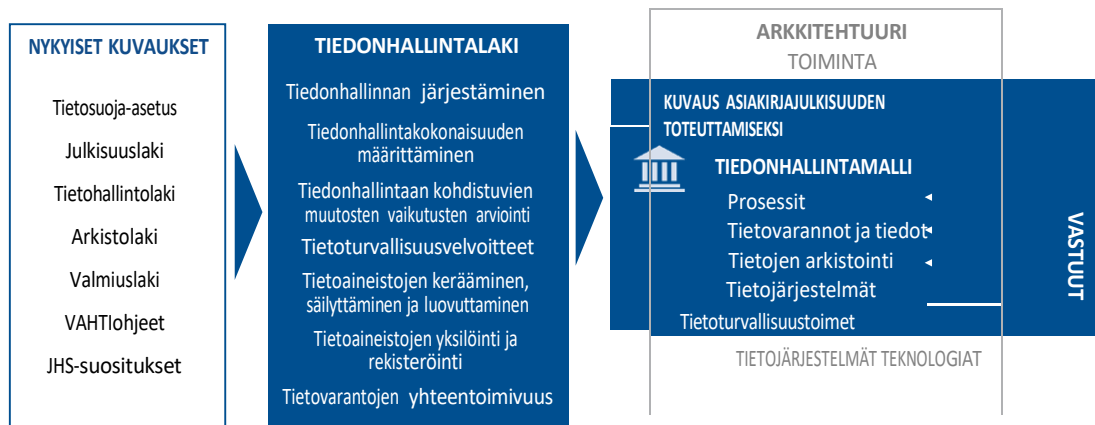 NYKYISET KUVAUKSET
Tietosuoja-asetus
Julkisuuslaki
Tietohallintolaki
Arkistolaki
Valmiuslaki
VAHTIohjeet
JHS-suositukset
TIEDONHALLINTALAKI
Tiedonhallinnan järjestäminen
Tiedonhallintakokonaisuuden
määrittäminen
Tiedonhallintaan kohdistuvien
muutosten vaikutusten arviointi
Tietoturvallisuusvelvoitteet
Tietoaineistojen kerääminen,
säilyttäminen ja luovuttaminen
Tietoaineistojen yksilöinti ja
rekisteröinti
Tietovarantojen yhteentoimivuus
ARKKITEHTUURI
TOIMINTA
KUVAUS ASIAKIRJAJULKISUUDEN
TOTEUTTAMISEKSI
TIEDONHALLINTAMALLI
Prosessit
Tietovarannot ja tiedot
Tietojen arkistointi
Tietojärjestelmät
Tietoturvallisuustoimet
TIETOJÄRJESTELMÄT TEKNOLOGIAT
VASTUUT